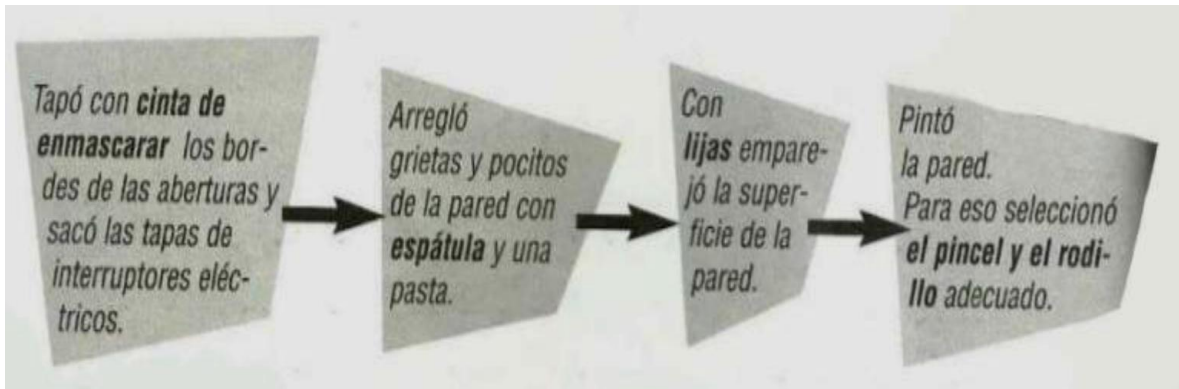 Tapó con cinta de
enmascarar los bor-
des de las aberturas y
sacó las tapas de
interruptores eléc-
tricos.
Arregló
grietas y pocitos
de la pared con
espátula y una
pasta.
Con
lijas empare-
jó la super-
ficie de la
pared.
Pintó
la pared.
Para eso seleccionó
el pincel y el rodi-
llo adecuado.